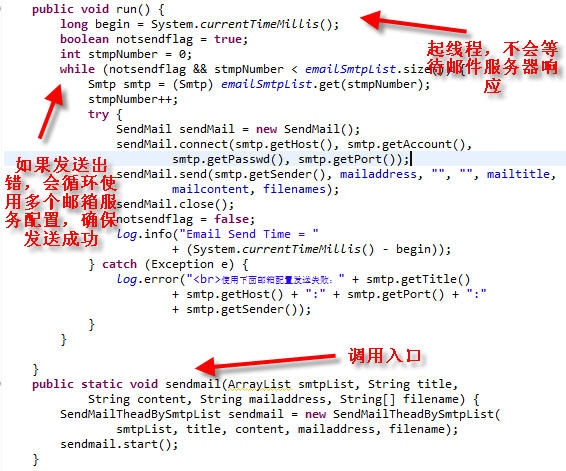 public void run() {
long begin = System.currentTimeMillis();
boolean notsendflag = true;
int stmpNumber = 0;
while (notsendflag && stmpNumber < emailSmtpList.size()) {
Smtp smtp = (Smtp) emailSmtpList.get(stmpNumber);
stmpNumber++;
try {
SendMail sendMail = new SendMail();
sendMail.connect(smtp.getHost(), smtp.getAccount(),
smtp.getPasswd(), smtp.getPort());
sendMail.send(smtp.getSender(), mailaddress, "", "", mailtitle,
mailcontent, filenames);
sendMail.close();
notsendflag = false;
log.info("Email Send Time = "
+ (System.currentTimeMillis() - begin));
} catch (Exception e) {
log.error("<br>使用下面邮箱配置发送失败:" + smtp.getTitle()
+ smtp.getHost() + ":" + smtp.getPort() + ":"
+ smtp.getSender());
}
}
}
public static void sendmail(ArrayList smtpList, String title,
String content, String mailaddress, String[] filename) {
SendMailTheadBySmtpList sendmail = new SendMailTheadBySmtpList(
smtpList, title, content, mailaddress, filename);
sendmail.start();
}
起线程，不会等
待邮件服务器响
应
如果发送出
错，会循环使
用多个邮箱服
务配置，确保
发送成功
调用入口